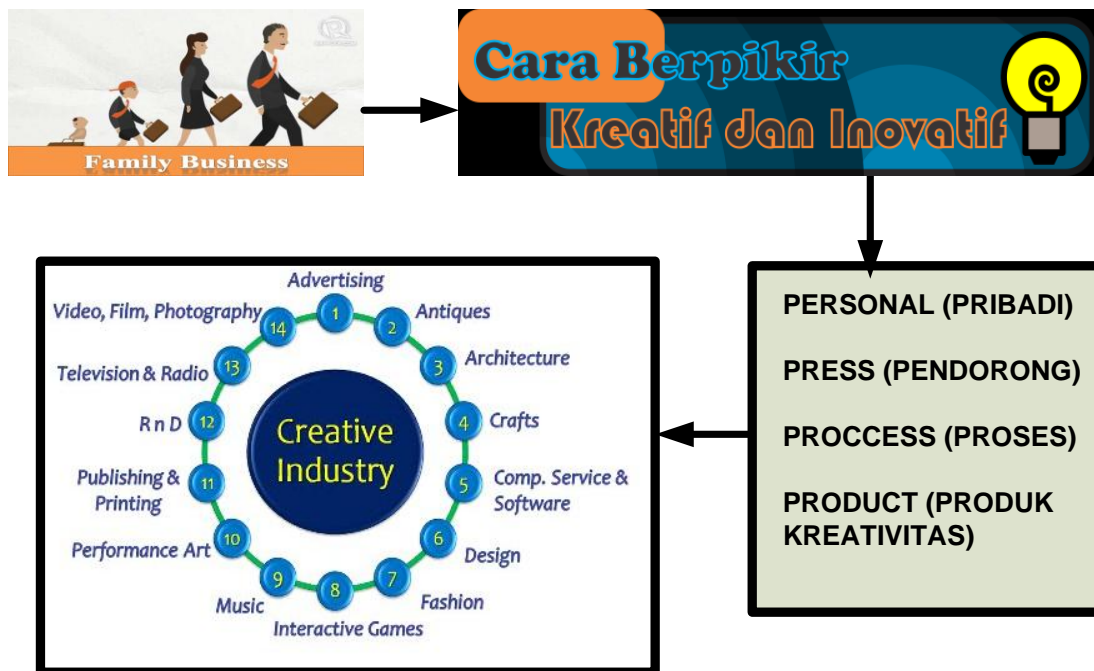 Family Business
Cara Berpikir
Kreatif dan Inovatif
PERSONAL (PRIBADI)
PRESS (PENDORONG)
PROCCESS (PROSES)
PRODUCT (PRODUK
KREATIVITAS)
Creative
Industry
1
Advertising
2
Antiques
3
Architecture
4
Crafts
5
Comp. Service &
Software
6
Design
7
Fashion
8
Interactive Games
9
Music
10
Performance Art
11
Publishing &
Printing
12
R n D
13
Television & Radio
14
Video, Film, Photography